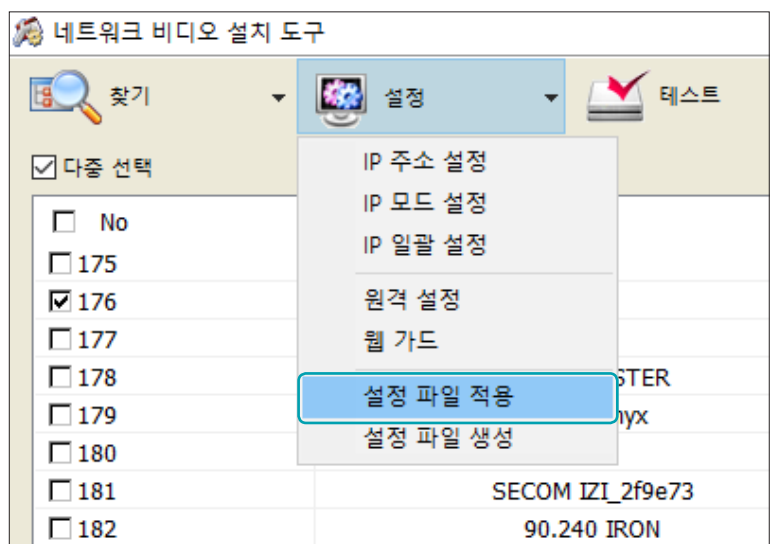 네트워크 비디오 설치 도구
찾기 설정 테스트
다중 선택
IP 주소 설정
IP 모드 설정
IP 일괄 설정
원격 설정
웹 가드
설정 파일 적용
설정 파일 생성
No
175
176
177
178 STER
179 nyx
180
181 SECOM IZI_2f9e73
182 90.240 IRON